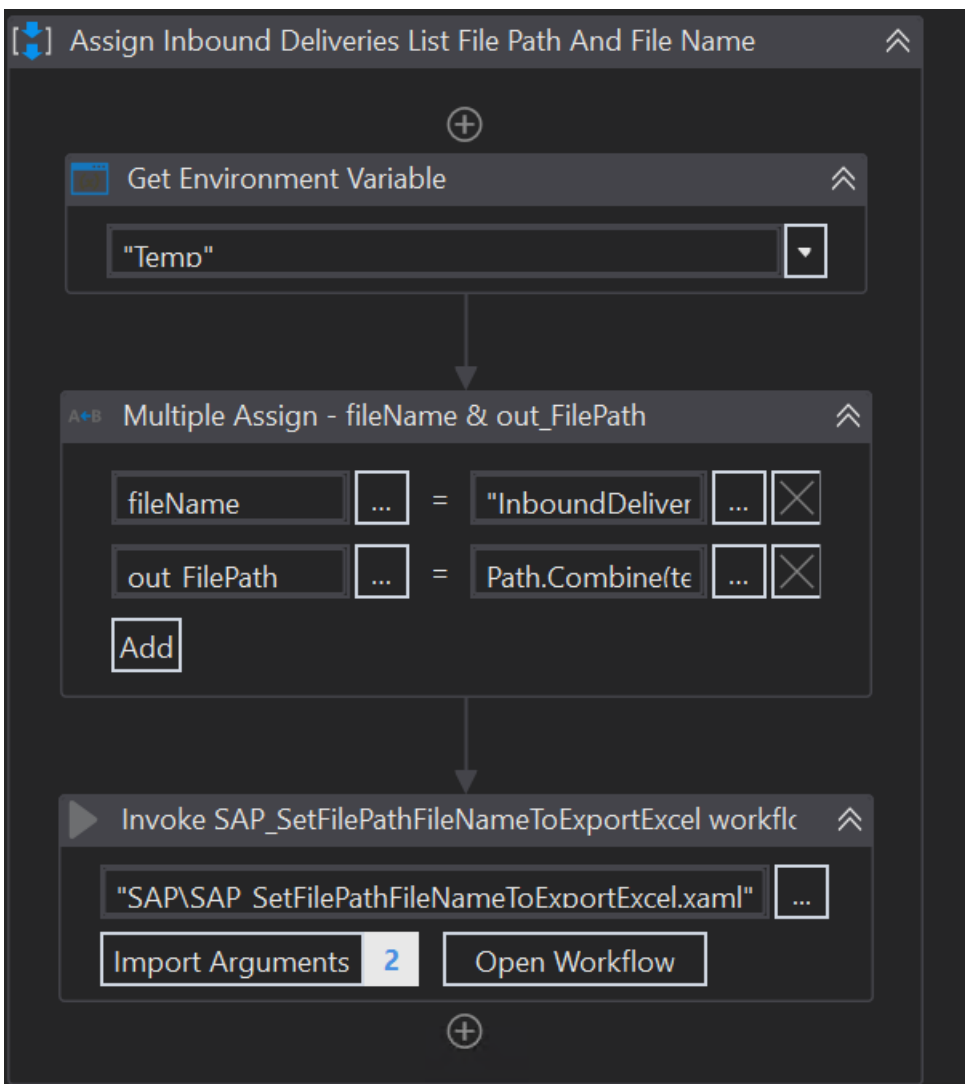 Assign Inbound Deliveries List File Path And File Name
Get Environment Variable
"Temp"
A+B Multiple Assign - fileName & out_FilePath
fileName ... = "InboundDeliver ...
out_FilePath ... = Path.Combine(te ...
Add
Invoke SAP_SetFilePathFileNameToExportExcel workflc
"SAP\SAP_SetFilePathFileNameToExportExcel.xaml" ...
Import Arguments 2 Open Workflow